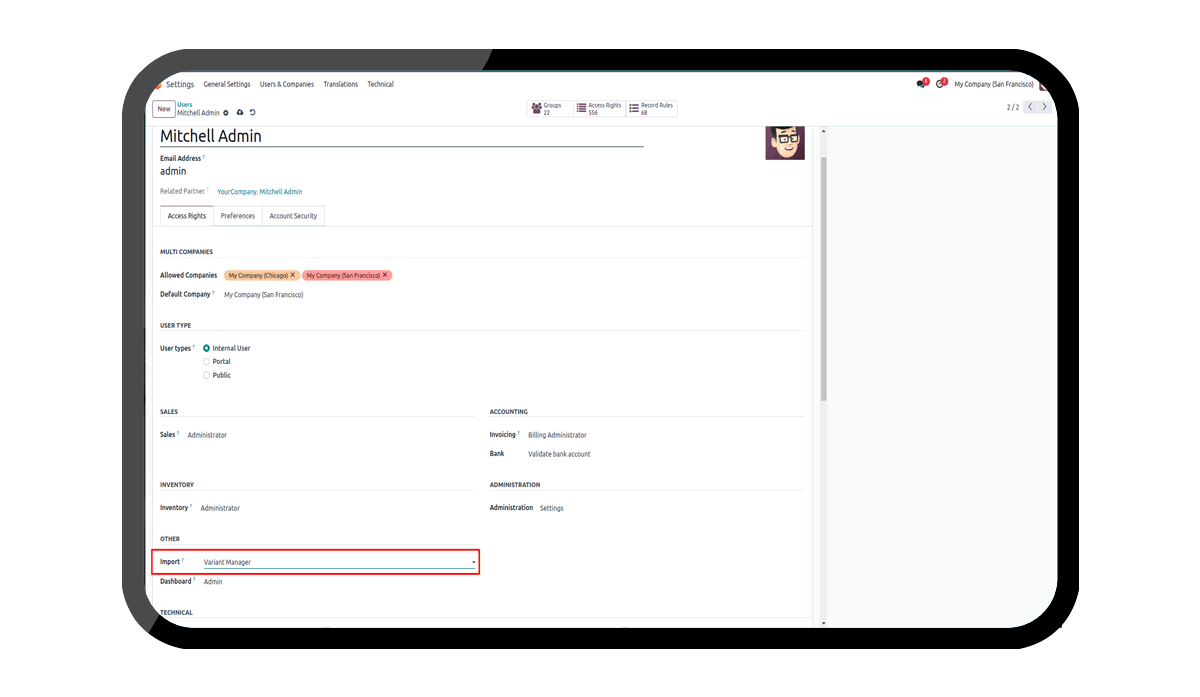 Settings General Settings Users & Companies Translations Technical My Company (San Francisco)
New Users Groups 22 Access Rights 556 Record Rules 68 2 / 2
Mitchell Admin
Mitchell Admin
Email Address ?
admin
Related Partner ? YourCompany, Mitchell Admin
Access Rights Preferences Account Security
MULTI COMPANIES
Allowed Companies My Company (Chicago) × My Company (San Francisco) ×
Default Company ? My Company (San Francisco)
USER TYPE
User types ? Internal User
Portal
Public
SALES ACCOUNTING
Sales ? Administrator Invoicing ? Billing Administrator
Bank Validate bank account
INVENTORY ADMINISTRATION
Inventory ? Administrator Administration Settings
OTHER
Import ? Variant Manager
Dashboard ? Admin
TECHNICAL